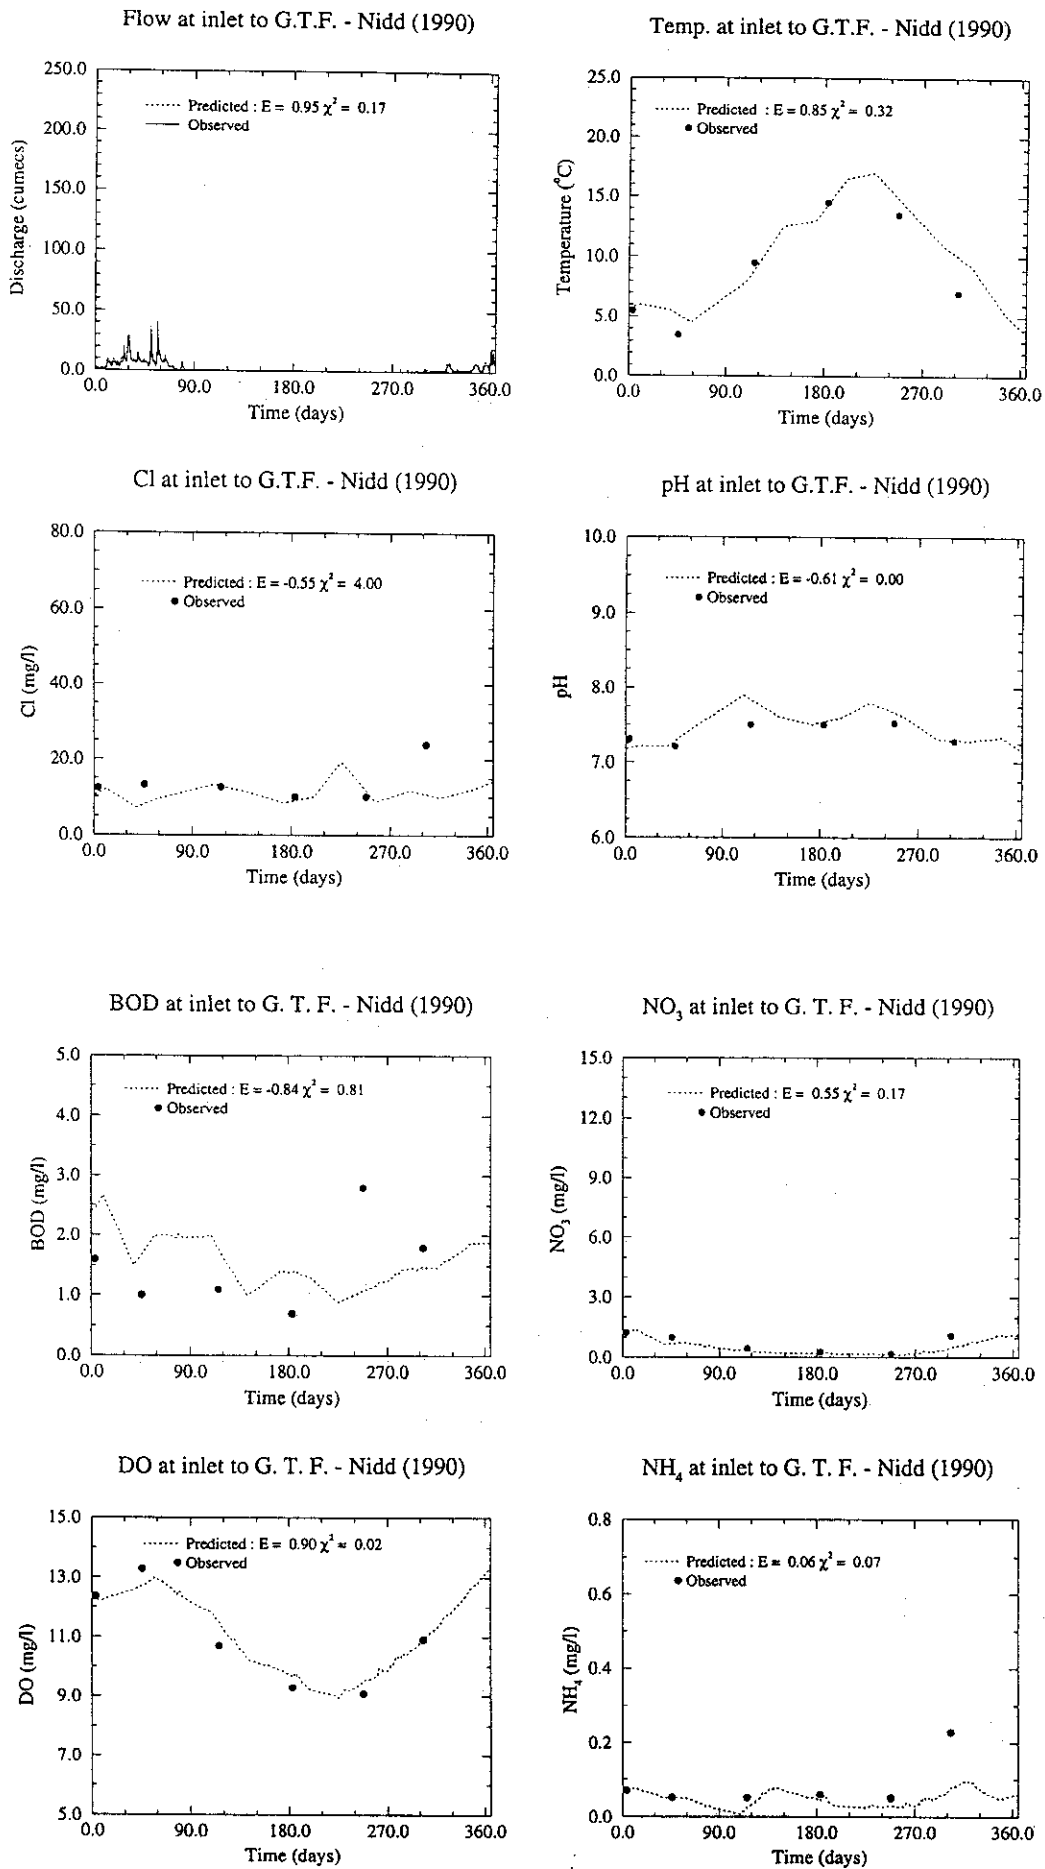 Flow at inlet to G.T.F. - Nidd (1990)
250.0
200.0
150.0
100.0
50.0
0.0
Discharge (cumecs)
Predicted : E = 0.95 χ² = 0.17
Observed
0.0 90.0 180.0 270.0 360.0
Time (days)
Temp. at inlet to G.T.F. - Nidd (1990)
25.0
20.0
15.0
10.0
5.0
0.0
Temperature (°C)
Predicted : E = 0.85 χ² = 0.32
Observed
0.0 90.0 180.0 270.0 360.0
Time (days)
Cl at inlet to G.T.F. - Nidd (1990)
80.0
60.0
40.0
20.0
0.0
Cl (mg/l)
Predicted : E = -0.55 χ² = 4.00
Observed
0.0 90.0 180.0 270.0 360.0
Time (days)
pH at inlet to G.T.F. - Nidd (1990)
10.0
9.0
8.0
7.0
6.0
pH
Predicted : E = -0.61 χ² = 0.00
Observed
0.0 90.0 180.0 270.0 360.0
Time (days)
BOD at inlet to G. T. F. - Nidd (1990)
5.0
4.0
3.0
2.0
1.0
0.0
BOD (mg/l)
Predicted : E = -0.84 χ² = 0.81
Observed
0.0 90.0 180.0 270.0 360.0
Time (days)
NO₃ at inlet to G. T. F. - Nidd (1990)
15.0
12.0
9.0
6.0
3.0
0.0
NO₃ (mg/l)
Predicted : E = 0.55 χ² = 0.17
Observed
0.0 90.0 180.0 270.0 360.0
Time (days)
DO at inlet to G. T. F. - Nidd (1990)
15.0
13.0
11.0
9.0
7.0
5.0
DO (mg/l)
Predicted : E = 0.90 χ² = 0.02
Observed
0.0 90.0 180.0 270.0 360.0
Time (days)
NH₄ at inlet to G. T. F. - Nidd (1990)
0.8
0.6
0.4
0.2
0.0
NH₄ (mg/l)
Predicted : E = 0.06 χ² = 0.07
Observed
0.0 90.0 180.0 270.0 360.0
Time (days)